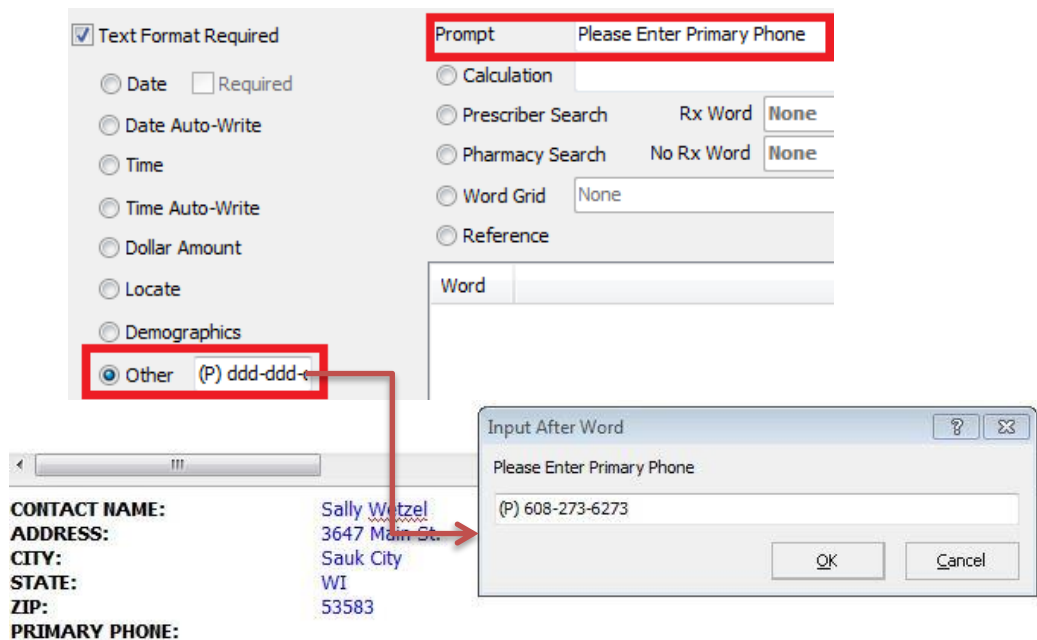 Text Format Required
Date Required
Date Auto-Write
Time
Time Auto-Write
Dollar Amount
Locate
Demographics
Other (P) ddd-ddd-
Prompt Please Enter Primary Phone
Calculation
Prescriber Search Rx Word None
Pharmacy Search No Rx Word None
Word Grid None
Reference
Word
Input After Word
Please Enter Primary Phone
(P) 608-273-6273
OK Cancel
CONTACT NAME: Sally Wetzel
ADDRESS: 3647 Main St.
CITY: Sauk City
STATE: WI
ZIP: 53583
PRIMARY PHONE: